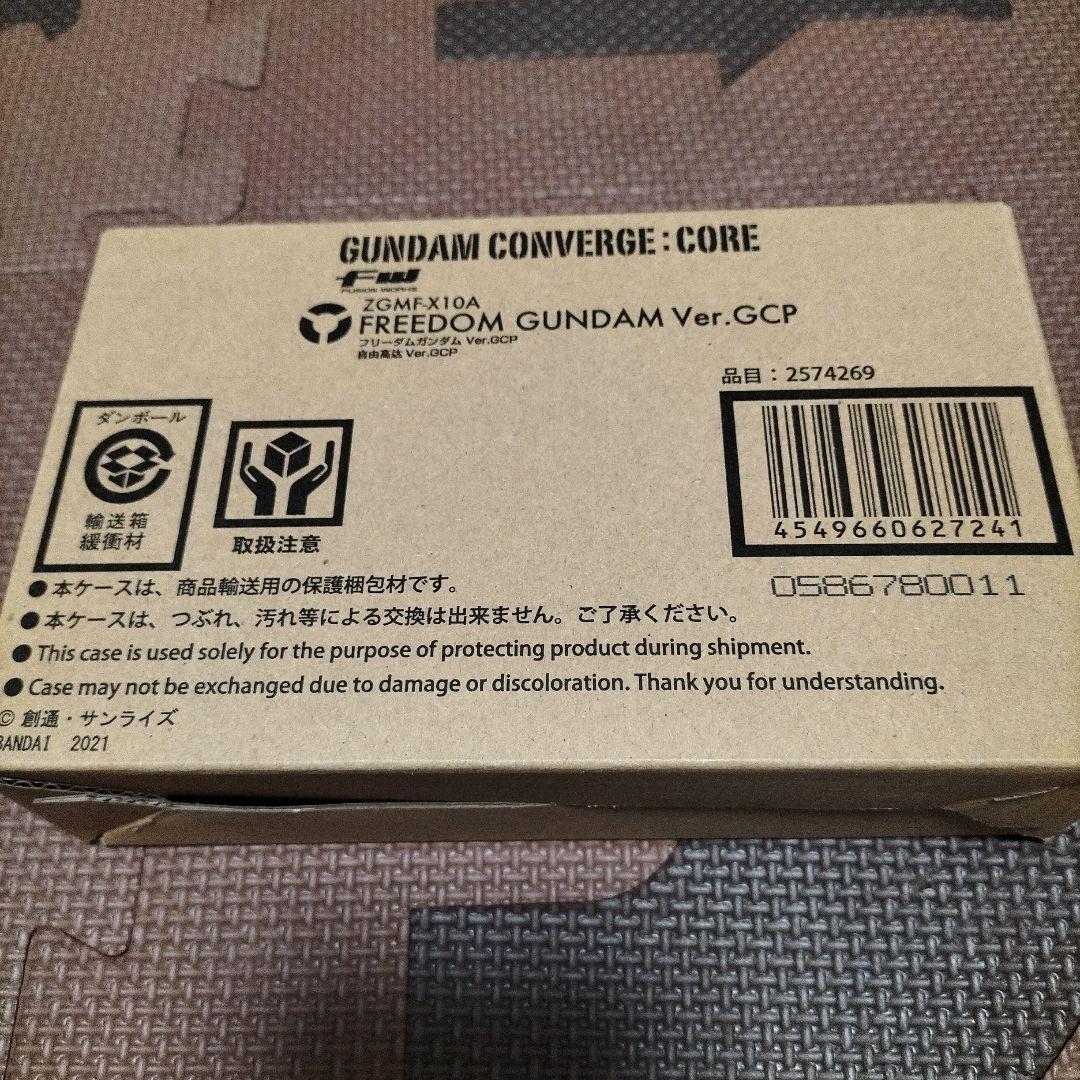 GUNDAM CONVERGE:CORE
FW
FUSION WORKS
ZGMF-X10A
FREEDOM GUNDAM Ver.GCP
フリーダムガンダム Ver.GCP
自由高达 Ver.GCP
品目：2574269
4549660627241
0586780011
ダンボール
輸送箱
緩衝材
取扱注意
●本ケースは、商品輸送用の保護梱包材です。
●本ケースは、つぶれ、汚れ等による交換は出来ません。ご了承ください。
●This case is used solely for the purpose of protecting product during shipment.
●Case may not be exchanged due to damage or discoloration. Thank you for understanding.
© 創通・サンライズ
BANDAI 2021